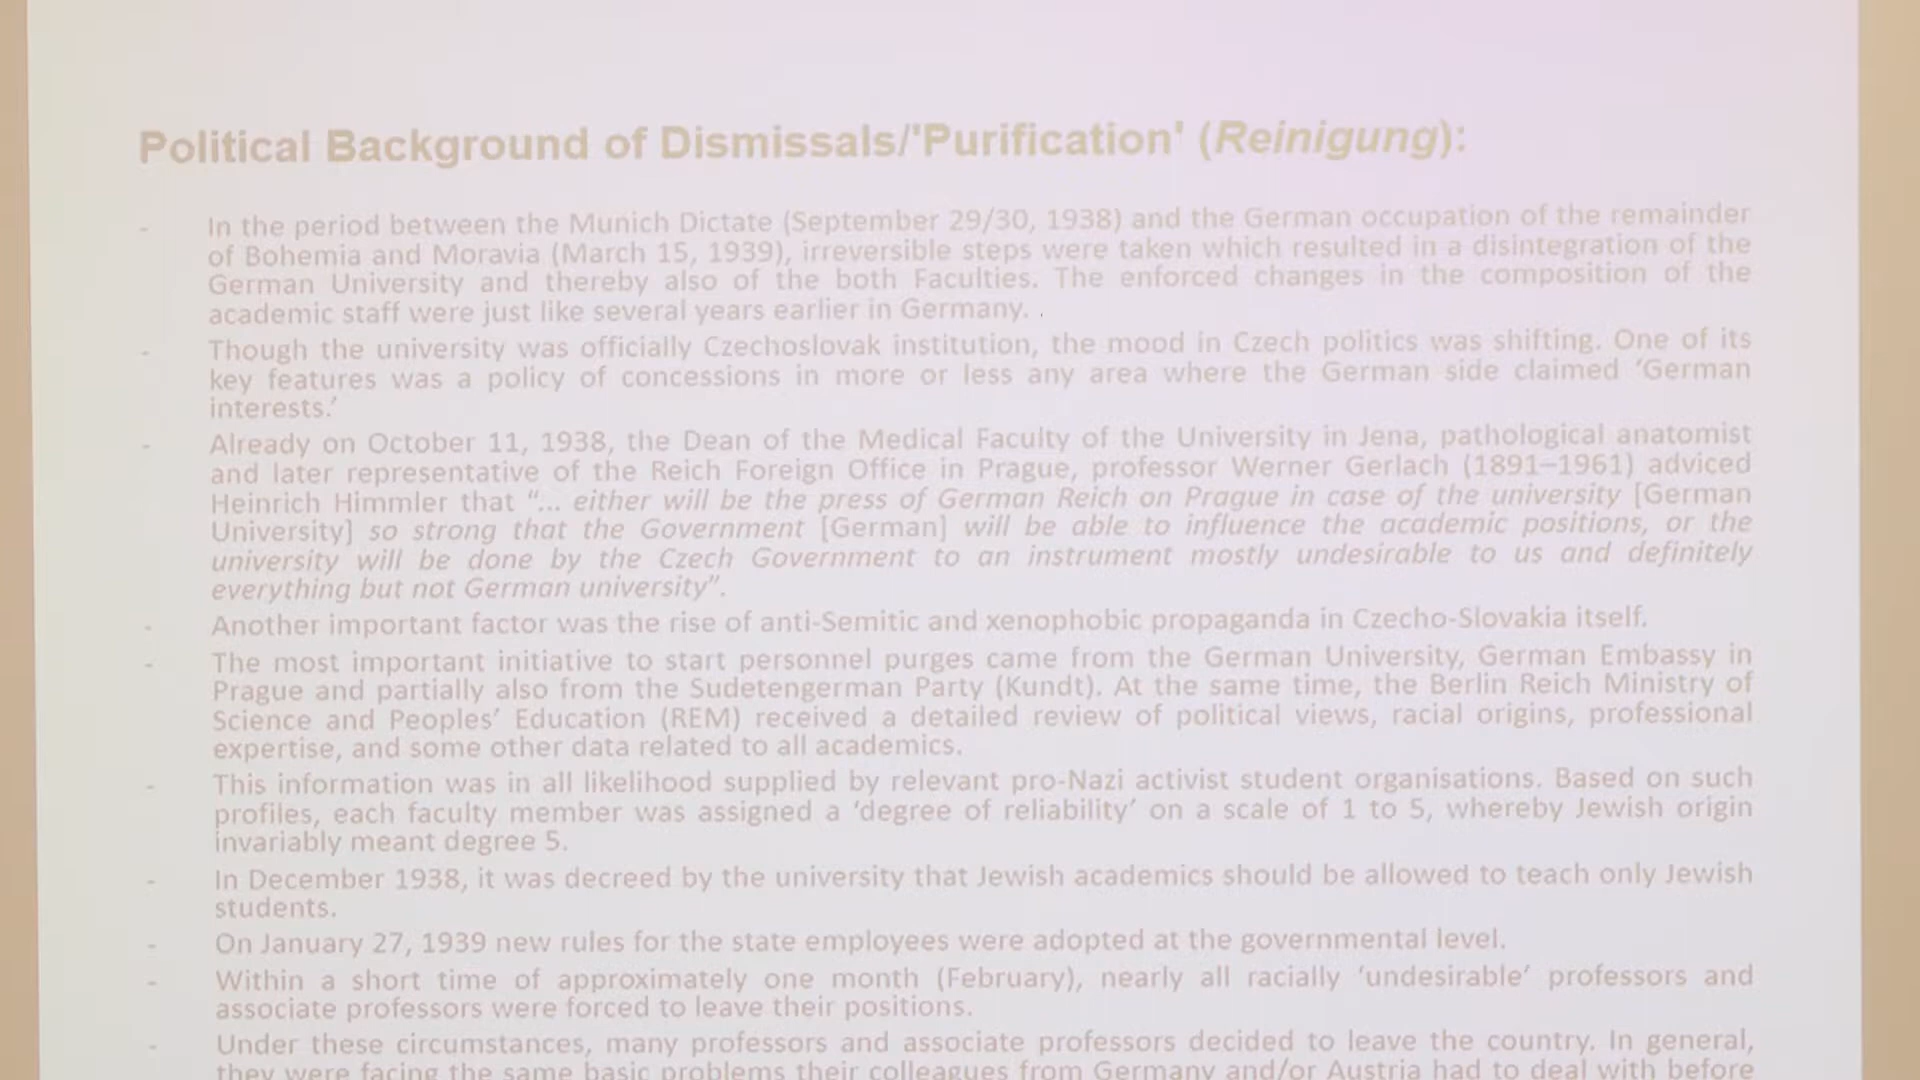 Political Background of Dismissals/'Purification' (Reinigung):
- In the period between the Munich Dictate (September 29/30, 1938) and the German occupation of the remainder
of Bohemia and Moravia (March 15, 1939), irreversible steps were taken which resulted in a disintegration of the
German University and thereby also of the both Faculties. The enforced changes in the composition of the
academic staff were just like several years earlier in Germany. .
- Though the university was officially Czechoslovak institution, the mood in Czech politics was shifting. One of its
key features was a policy of concessions in more or less any area where the German side claimed ‘German
interests.’
- Already on October 11, 1938, the Dean of the Medical Faculty of the University in Jena, pathological anatomist
and later representative of the Reich Foreign Office in Prague, professor Werner Gerlach (1891–1961) adviced
Heinrich Himmler that “... either will be the press of German Reich on Prague in case of the university [German
University] so strong that the Government [German] will be able to influence the academic positions, or the
university will be done by the Czech Government to an instrument mostly undesirable to us and definitely
everything but not German university”.
- Another important factor was the rise of anti-Semitic and xenophobic propaganda in Czecho-Slovakia itself.
- The most important initiative to start personnel purges came from the German University, German Embassy in
Prague and partially also from the Sudetengerman Party (Kundt). At the same time, the Berlin Reich Ministry of
Science and Peoples’ Education (REM) received a detailed review of political views, racial origins, professional
expertise, and some other data related to all academics.
- This information was in all likelihood supplied by relevant pro-Nazi activist student organisations. Based on such
profiles, each faculty member was assigned a ‘degree of reliability’ on a scale of 1 to 5, whereby Jewish origin
invariably meant degree 5.
- In December 1938, it was decreed by the university that Jewish academics should be allowed to teach only Jewish
students.
- On January 27, 1939 new rules for the state employees were adopted at the governmental level.
- Within a short time of approximately one month (February), nearly all racially ‘undesirable’ professors and
associate professors were forced to leave their positions.
- Under these circumstances, many professors and associate professors decided to leave the country. In general,
they were facing the same basic problems their colleagues from Germany and/or Austria had to deal with before